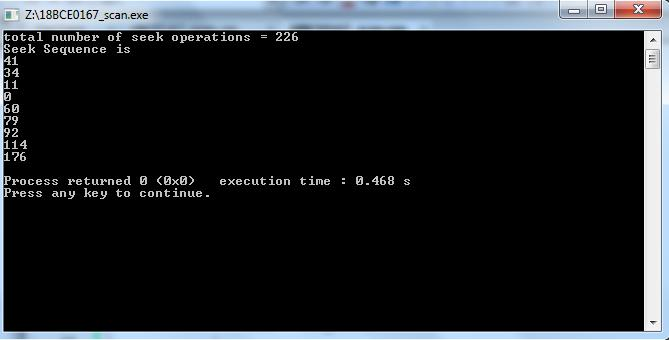 Z:\18BCE0167_scan.exe
total number of seek operations = 226
Seek Sequence is
41
34
11
0
60
79
92
114
176
Process returned 0 (0x0)   execution time : 0.468 s
Press any key to continue.